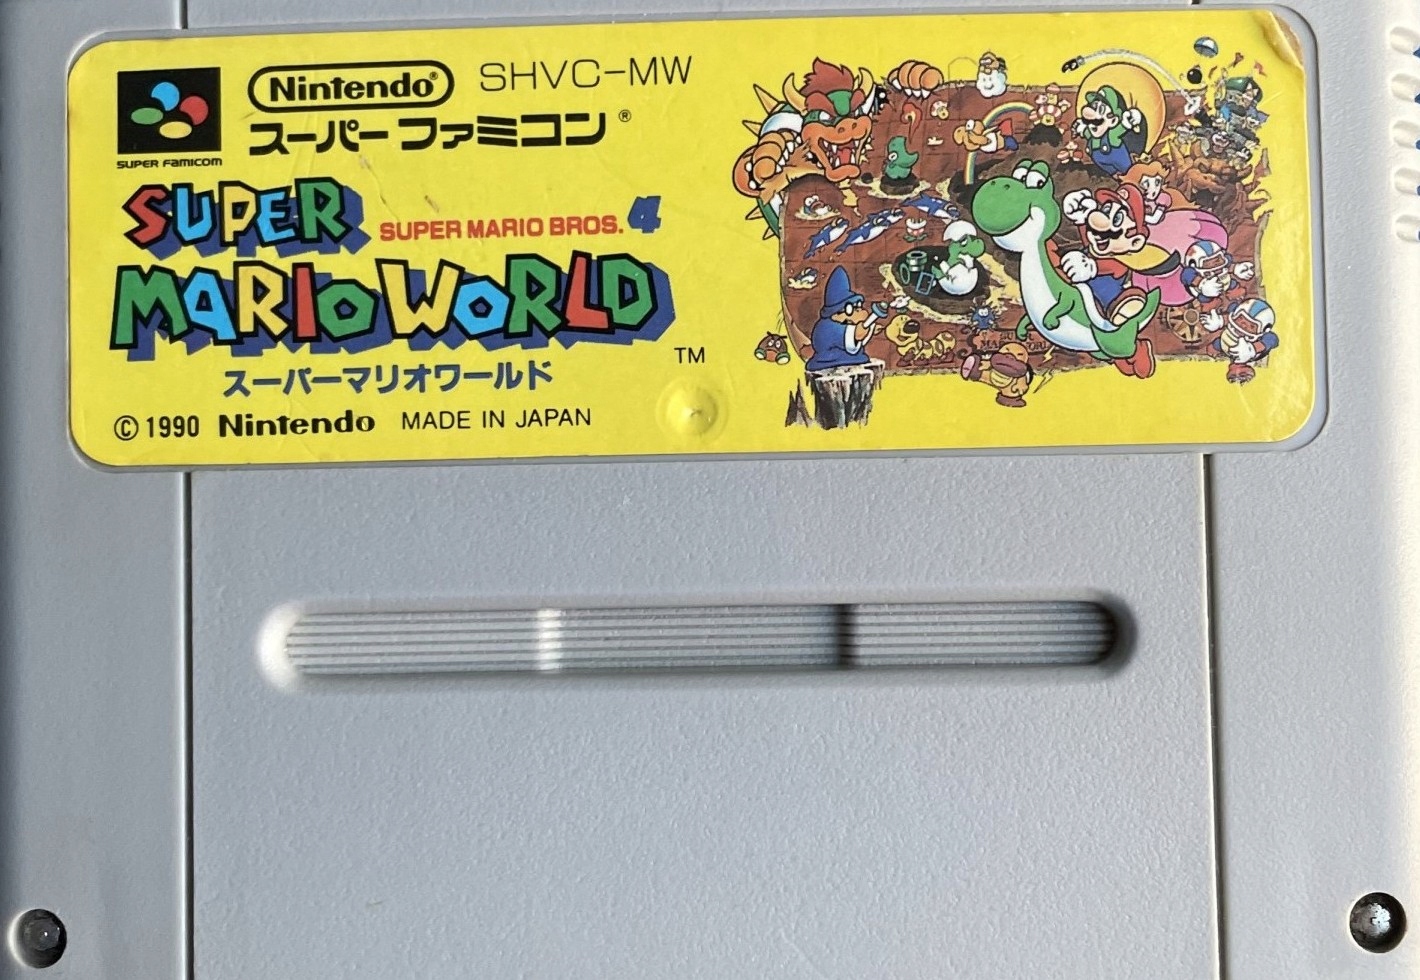 Nintendo® SHVC-MW
スーパーファミコン®
SUPER FAMICOM
SUPER SUPER MARIO BROS. 4
MARIO WORLD
TM
スーパーマリオワールド
© 1990 Nintendo MADE IN JAPAN